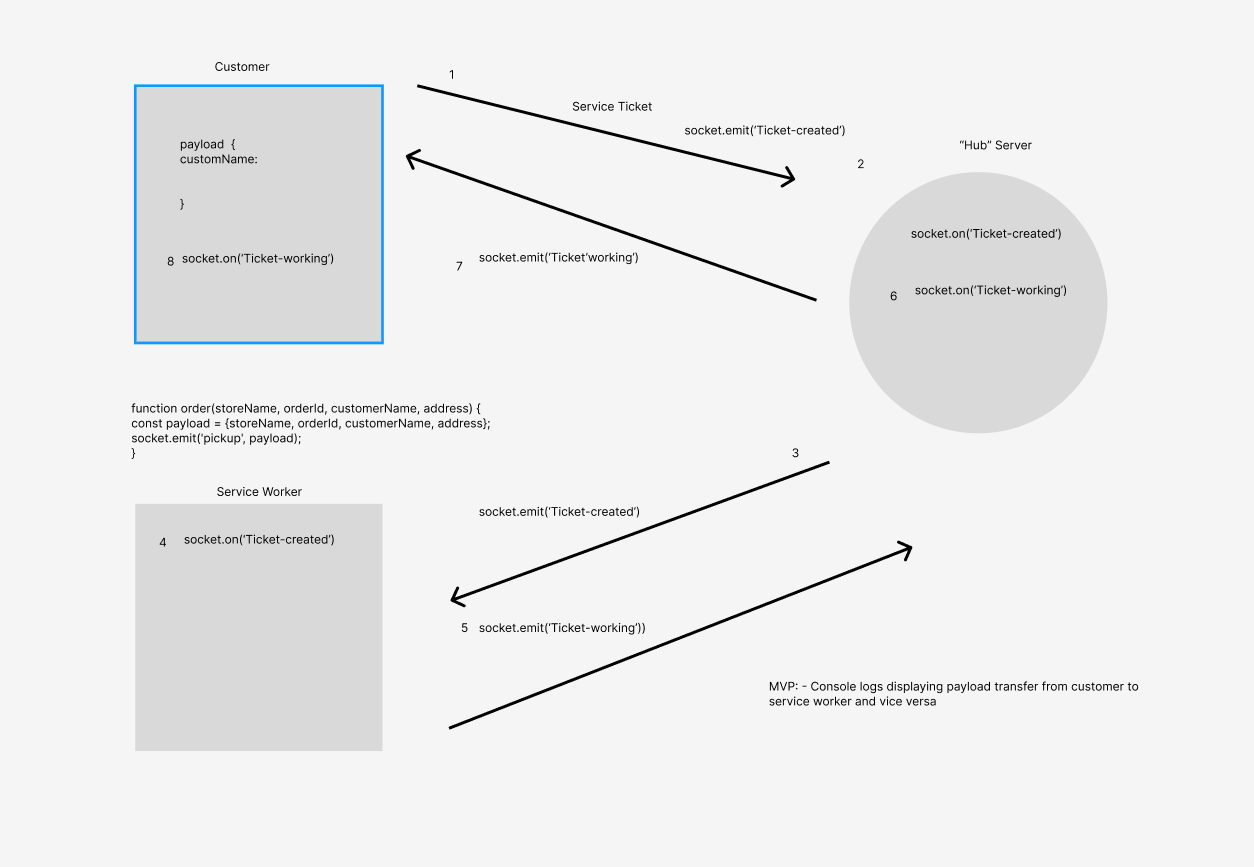 Customer
1
Service Ticket
socket.emit(‘Ticket-created’)
“Hub” Server
2
payload  {
customName:
}
8
socket.on(‘Ticket-working’)
7
socket.emit(‘Ticket’working’)
socket.on(‘Ticket-created’)
6
socket.on(‘Ticket-working’)
function order(storeName, orderId, customerName, address) {
const payload = {storeName, orderId, customerName, address};
socket.emit('pickup', payload);
}
3
Service Worker
socket.emit(‘Ticket-created’)
4
socket.on(‘Ticket-created’)
5
socket.emit(‘Ticket-working’))
MVP: - Console logs displaying payload transfer from customer to
service worker and vice versa